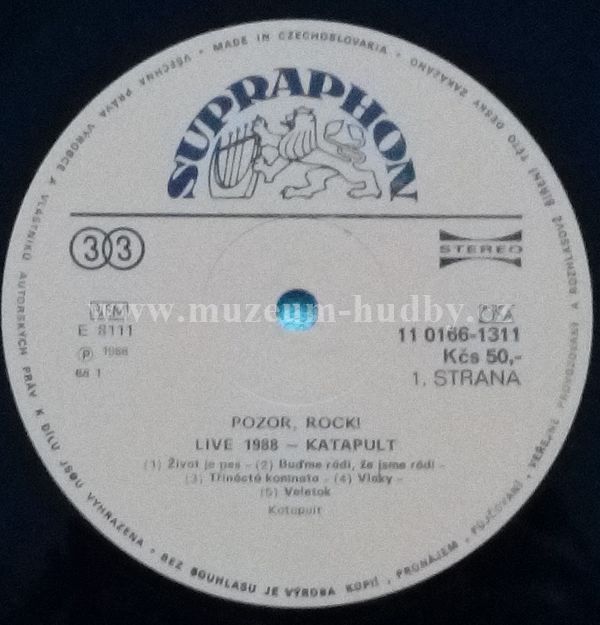 VŠECHNA PRÁVA VÝROBCE A VLASTNÍKŮ AUTORSKÝCH PRÁV K DÍLU JSOU VYHRAZENA • BEZ SOUHLASU JE VÝROBA KOPIÍ, PRONÁJEM, PŮJČOVÁNÍ, VEŘEJNÉ PROVOZOVÁNÍ A ROZHLASOVÉ ŠÍŘENÍ TÉTO DESKY ZAKÁZÁNO • MADE IN CZECHOSLOVAKIA •
SUPRAPHON
33
STEREO
www.muzeum-hudby.cz
E 8111
11 0166-1311
Ⓟ 1988
Kčs 50,-
1. STRANA
POZOR, ROCK!
LIVE 1988 – KATAPULT
(1) Život je pes – (2) Buďme rádi, že jsme rádi –
(3) Třináctá komnata – (4) Vlaky –
(5) Veletok
Katapult